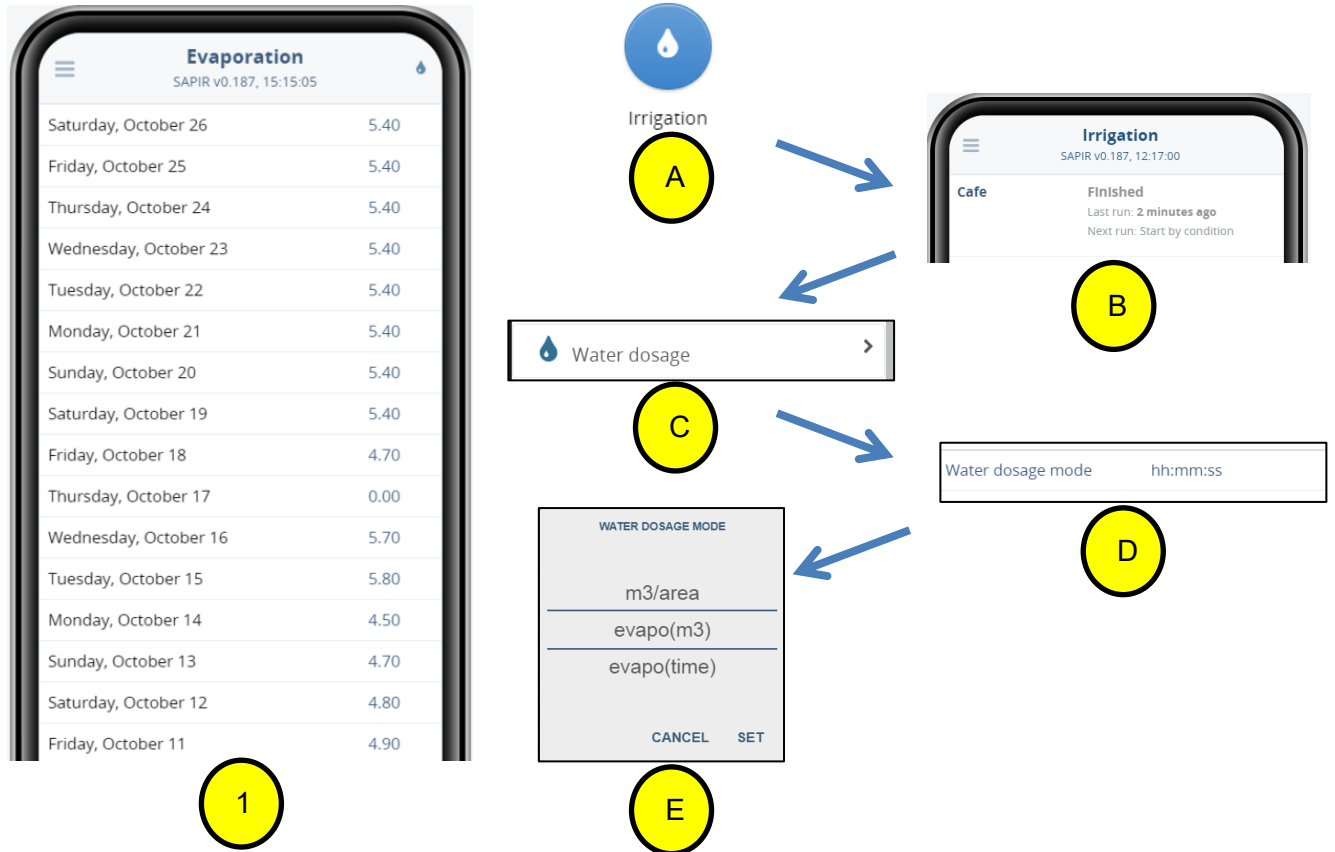 Evaporation
SAPIR v0.187, 15:15:05
Saturday, October 26 5.40
Friday, October 25 5.40
Thursday, October 24 5.40
Wednesday, October 23 5.40
Tuesday, October 22 5.40
Monday, October 21 5.40
Sunday, October 20 5.40
Saturday, October 19 5.40
Friday, October 18 4.70
Thursday, October 17 0.00
Wednesday, October 16 5.70
Tuesday, October 15 5.80
Monday, October 14 4.50
Sunday, October 13 4.70
Saturday, October 12 4.80
Friday, October 11 4.90
1
Irrigation
A
Irrigation
SAPIR v0.187, 12:17:00
Cafe Finished
Last run: 2 minutes ago
Next run: Start by condition
B
Water dosage
C
Water dosage mode hh:mm:ss
D
WATER DOSAGE MODE
m3/area
evapo(m3)
evapo(time)
CANCEL SET
E